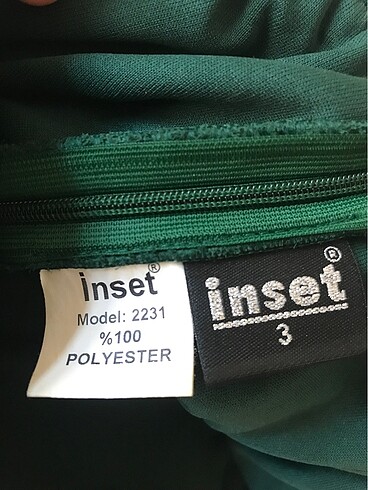 inset®
Model: 2231
%100
POLYESTER
inset®
3